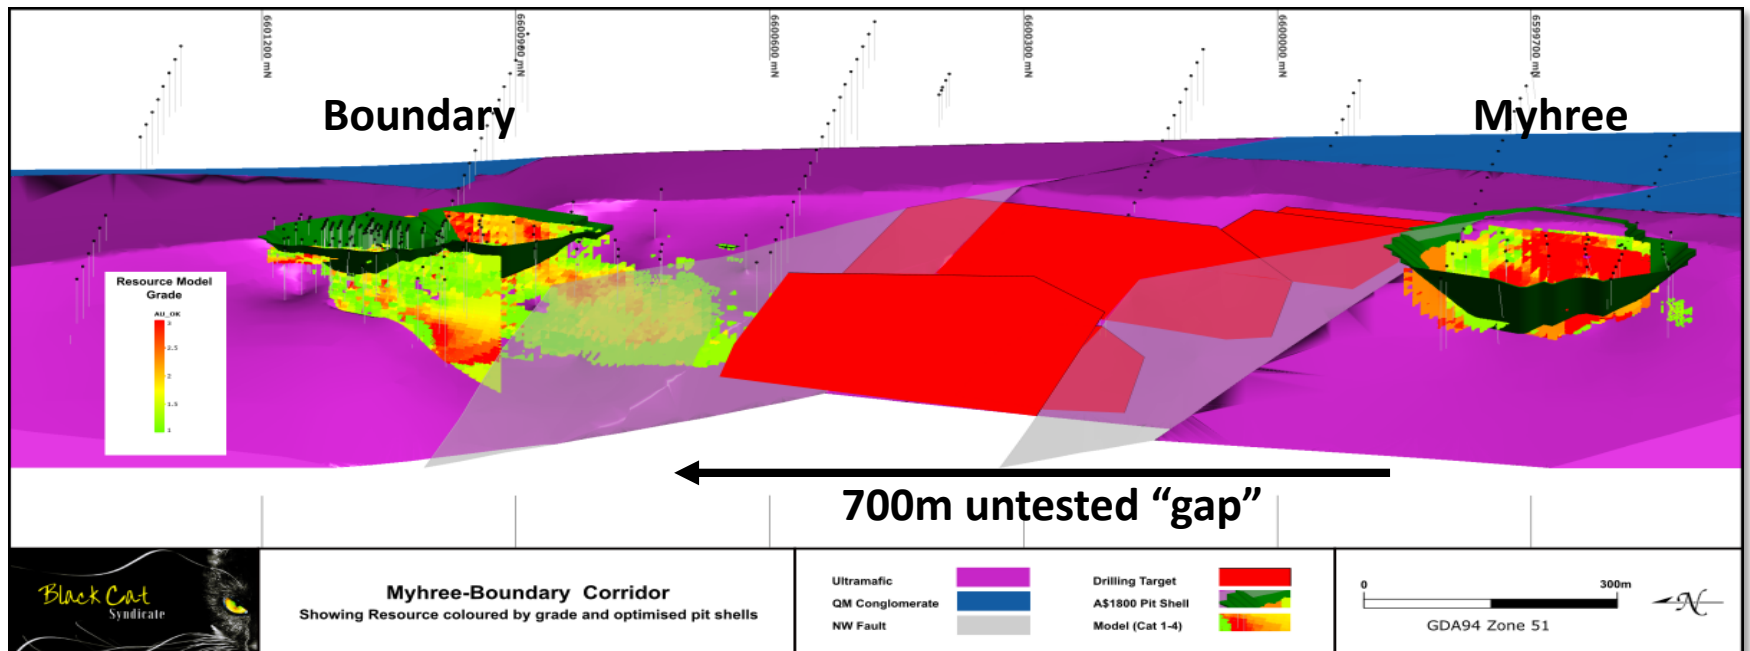 6601200 mN
6600900 mN
6600600 mN
6600300 mN
6600000 mN
6599700 mN
Boundary
Myhree
Resource Model
Grade
AU_OK
3
2.5
2
1.5
1
700m untested “gap”
Black Cat
Syndicate
Myhree-Boundary Corridor
Showing Resource coloured by grade and optimised pit shells
Ultramafic
QM Conglomerate
NW Fault
Drilling Target
A$1800 Pit Shell
Model (Cat 1-4)
0
300m
N
GDA94 Zone 51